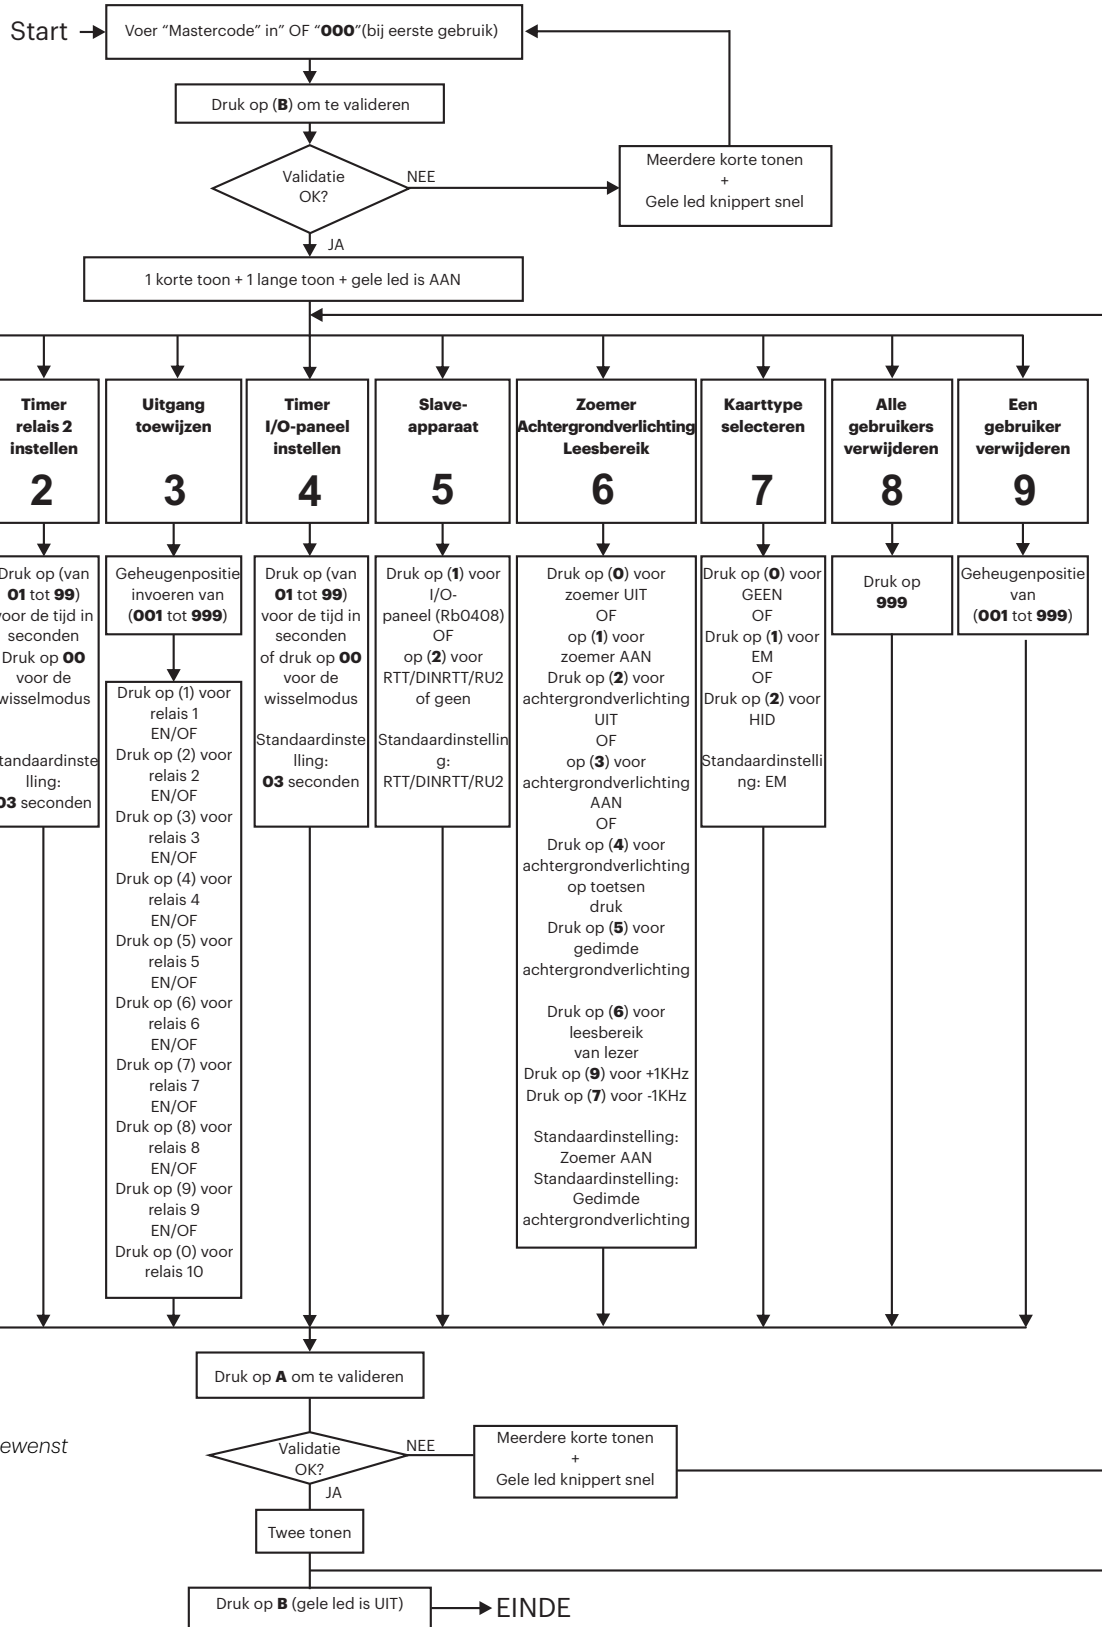 Start
Voer “Mastercode” in” OF “000”(bij eerste gebruik)
Druk op (B) om te valideren
Validatie
OK?
NEE
Meerdere korte tonen
+
Gele led knippert snel
JA
1 korte toon + 1 lange toon + gele led is AAN
Timer
relais 2
instellen
2
Uitgang
toewijzen
3
Timer
I/O-paneel
instellen
4
Slave-
apparaat
5
Zoemer
Achtergrondverlichting
Leesbereik
6
Kaarttype
selecteren
7
Alle
gebruikers
verwijderen
8
Een
gebruiker
verwijderen
9
Druk op (van
01 tot 99)
voor de tijd in
seconden
Druk op 00
voor de
wisselmodus
tandaardinste
lling:
03 seconden
Geheugenpositie
invoeren van
(001 tot 999)
Druk op (1) voor
relais 1
EN/OF
Druk op (2) voor
relais 2
EN/OF
Druk op (3) voor
relais 3
EN/OF
Druk op (4) voor
relais 4
EN/OF
Druk op (5) voor
relais 5
EN/OF
Druk op (6) voor
relais 6
EN/OF
Druk op (7) voor
relais 7
EN/OF
Druk op (8) voor
relais 8
EN/OF
Druk op (9) voor
relais 9
EN/OF
Druk op (0) voor
relais 10
Druk op (van
01 tot 99)
voor de tijd in
seconden
of druk op 00
voor de
wisselmodus
Standaardinste
lling:
03 seconden
Druk op (1) voor
I/O-
paneel (Rb0408)
OF
op (2) voor
RTT/DINRTT/RU2
of geen
Standaardinstellin
g:
RTT/DINRTT/RU2
Druk op (0) voor
zoemer UIT
OF
op (1) voor
zoemer AAN
Druk op (2) voor
achtergrondverlichting
UIT
OF
op (3) voor
achtergrondverlichting
AAN
OF
Druk op (4) voor
achtergrondverlichting
op toetsen
druk
Druk op (5) voor
gedimde
achtergrondverlichting
Druk op (6) voor
leesbereik
van lezer
Druk op (9) voor +1KHz
Druk op (7) voor -1KHz
Standaardinstelling:
Zoemer AAN
Standaardinstelling:
Gedimde
achtergrondverlichting
Druk op (0) voor
GEEN
OF
Druk op (1) voor
EM
OF
Druk op (2) voor
HID
Standaardinstelli
ng: EM
Druk op
999
Geheugenpositie
van
(001 tot 999)
Druk op A om te valideren
ewenst
Validatie
OK?
NEE
Meerdere korte tonen
+
Gele led knippert snel
JA
Twee tonen
Druk op B (gele led is UIT)
EINDE